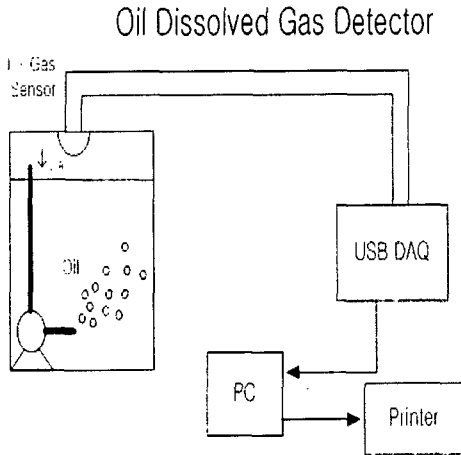 Oil Dissolved Gas Detector
Gas
Sensor
Oil
USB DAQ
PC
Printer